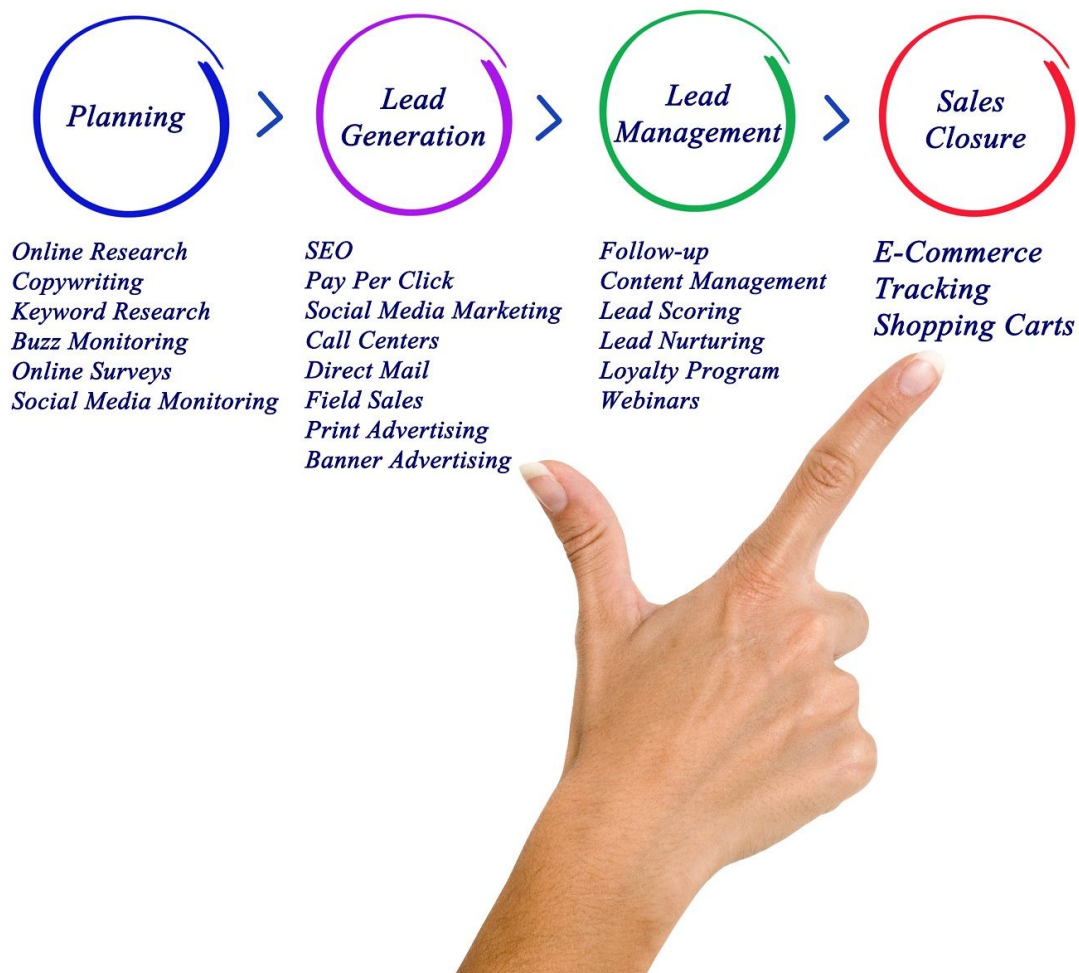 Planning
Lead
Generation
Lead
Management
Sales
Closure
Online Research
Copywriting
Keyword Research
Buzz Monitoring
Online Surveys
Social Media Monitoring
SEO
Pay Per Click
Social Media Marketing
Call Centers
Direct Mail
Field Sales
Print Advertising
Banner Advertising
Follow-up
Content Management
Lead Scoring
Lead Nurturing
Loyalty Program
Webinars
E-Commerce
Tracking
Shopping Carts